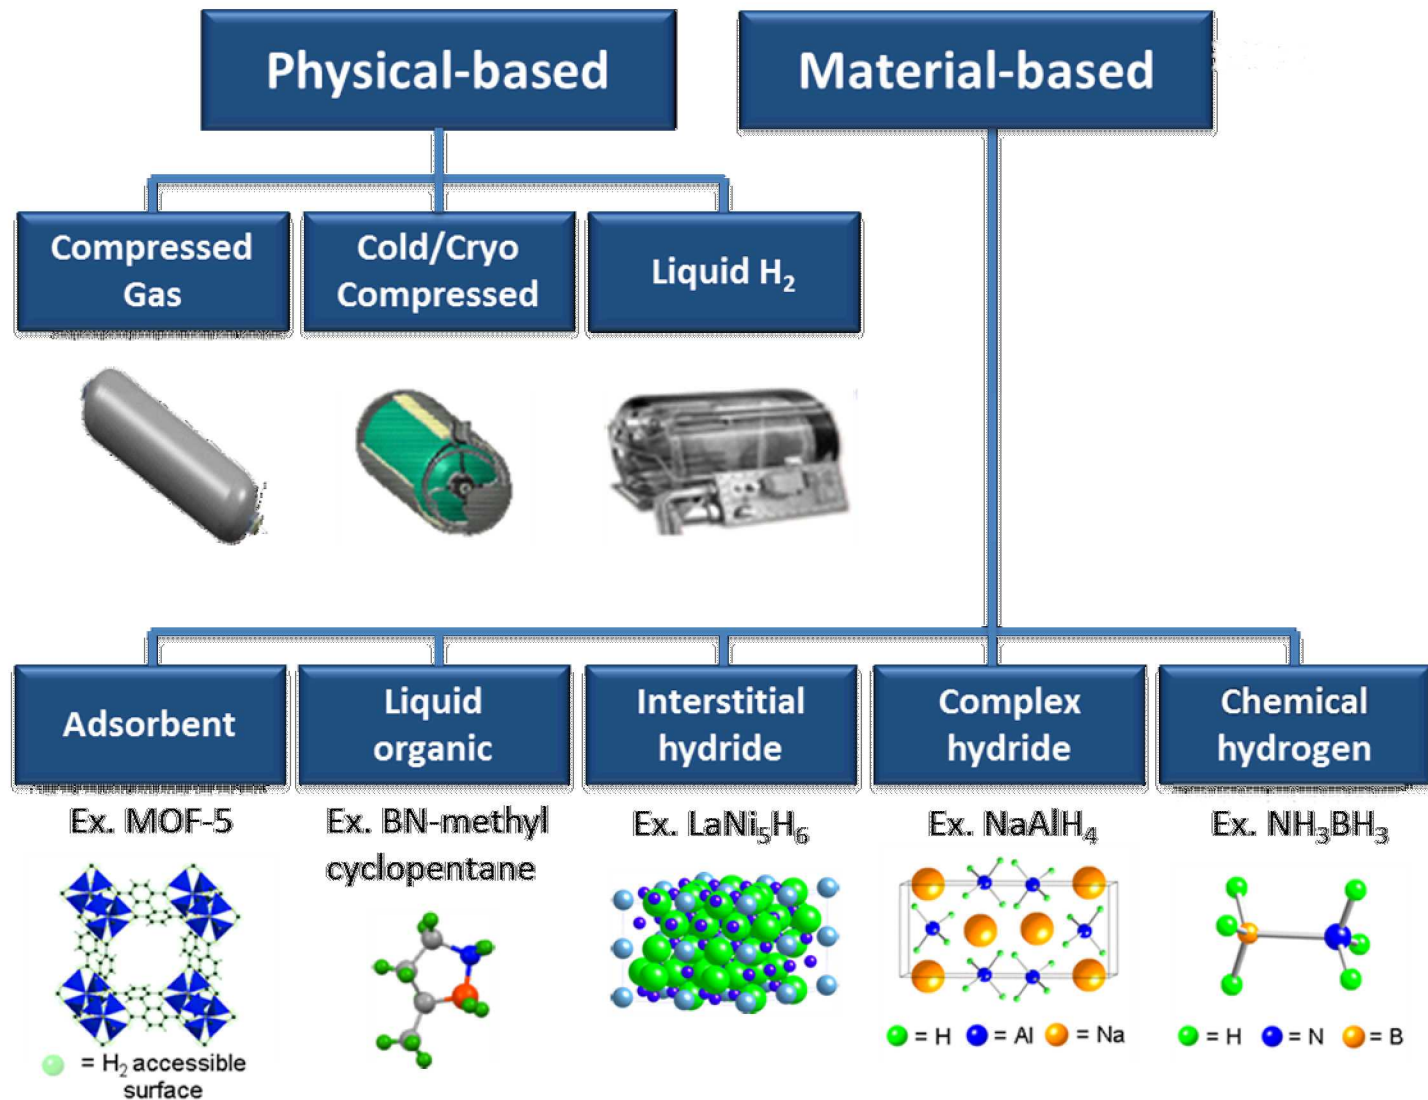 Physical-based
Material-based
Compressed
Gas
Cold/Cryo
Compressed
Liquid H₂
Adsorbent
Liquid
organic
Interstitial
hydride
Complex
hydride
Chemical
hydrogen
Ex. MOF-5
Ex. BN-methyl
cyclopentane
Ex. LaNi₅H₆
Ex. NaAlH₄
Ex. NH₃BH₃
= H₂ accessible
surface
= H = Al = Na
= H = N = B